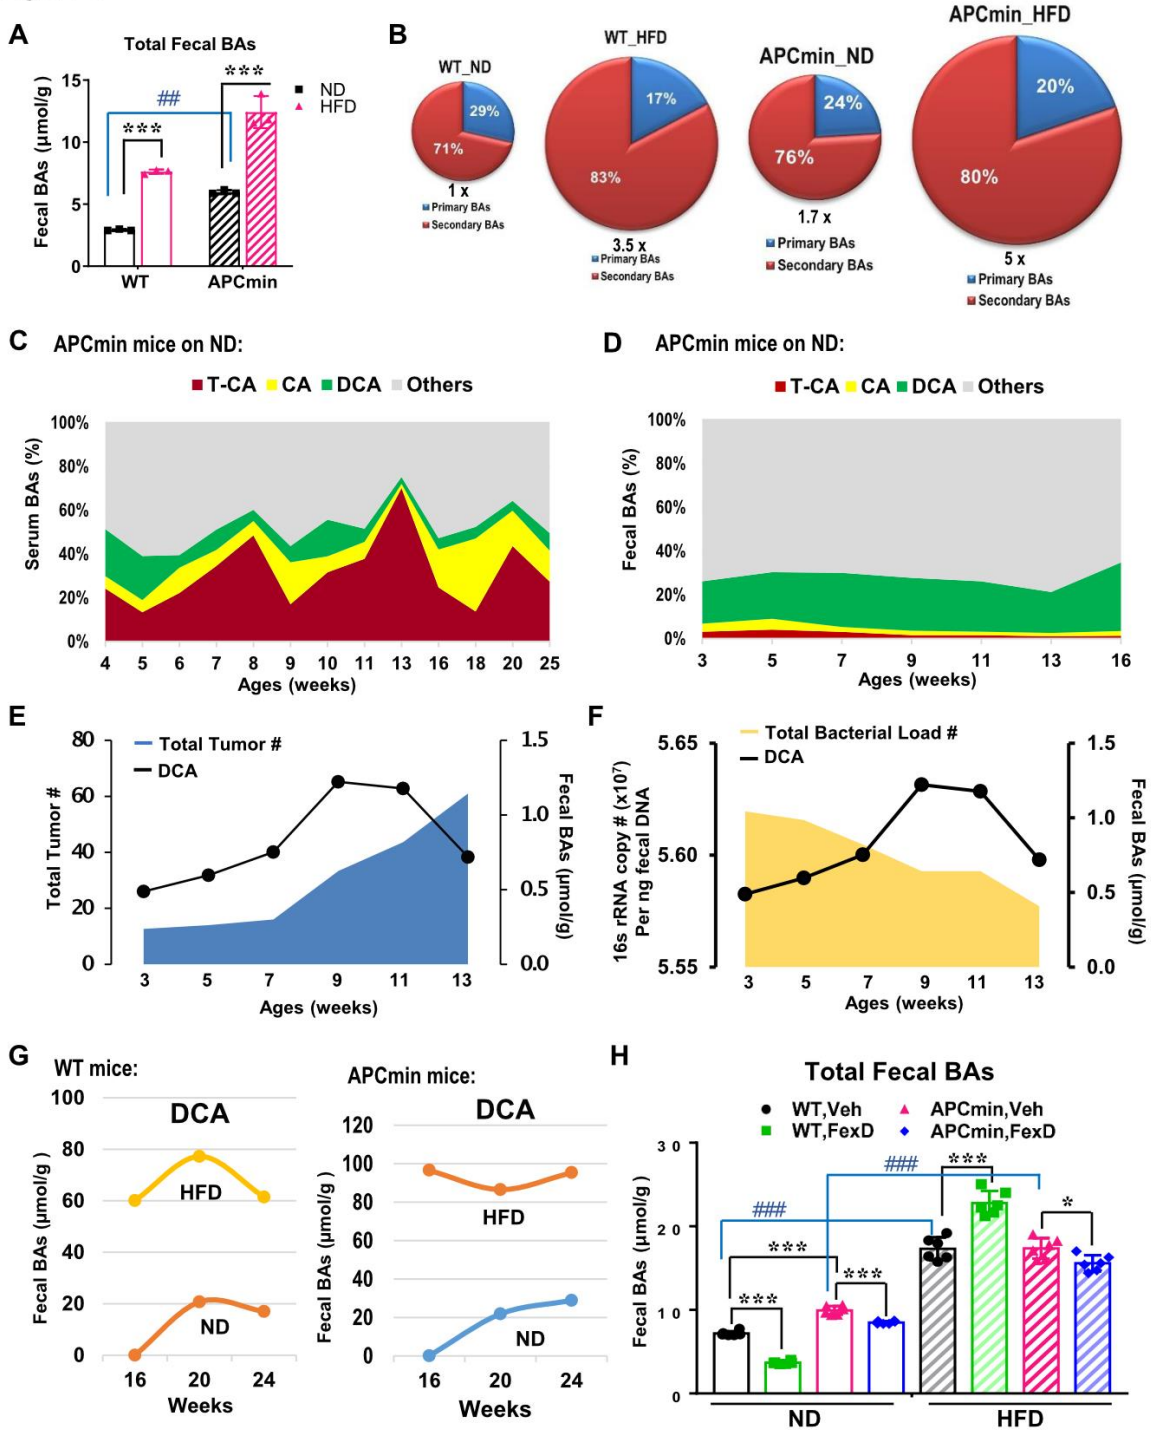 A
Total Fecal BAs
Fecal BAs (μmol/g )
15
10
5
0
##
***
***
ND
HFD
WT
APCmin
B
WT_ND
29%
71%
1 x
Primary BAs
Secondary BAs
WT_HFD
17%
83%
3.5 x
Primary BAs
Secondary BAs
APCmin_ND
24%
76%
1.7 x
Primary BAs
Secondary BAs
APCmin_HFD
20%
80%
5 x
Primary BAs
Secondary BAs
C
APCmin mice on ND:
T-CA CA DCA Others
Serum BAs (%)
100%
80%
60%
40%
20%
0%
4 5 6 7 8 9 10 11 13 16 18 20 25
Ages (weeks)
D
APCmin mice on ND:
T-CA CA DCA Others
Fecal BAs (%)
100%
80%
60%
40%
20%
0%
3 5 7 9 11 13 16
Ages (weeks)
E
Total Tumor #
DCA
Total Tumor #
80
60
40
20
0
1.5
1.0
0.5
0.0
Fecal BAs (μmol/g)
3 5 7 9 11 13
Ages (weeks)
F
Total Bacterial Load #
DCA
16s rRNA copy # (x10⁷)
Per ng fecal DNA
5.65
5.60
5.55
1.5
1.0
0.5
0.0
Fecal BAs (μmol/g)
3 5 7 9 11 13
Ages (weeks)
G
WT mice:
DCA
Fecal BAs (μmol/g )
100
80
60
40
20
0
HFD
ND
16 20 24
Weeks
APCmin mice:
DCA
Fecal BAs (μmol/g )
120
100
80
60
40
20
0
HFD
ND
16 20 24
Weeks
H
Total Fecal BAs
WT,Veh APCmin,Veh
WT,FexD APCmin,FexD
Fecal BAs (μmol/g )
30
20
10
0
###
***
***
***
###
***
*
ND HFD